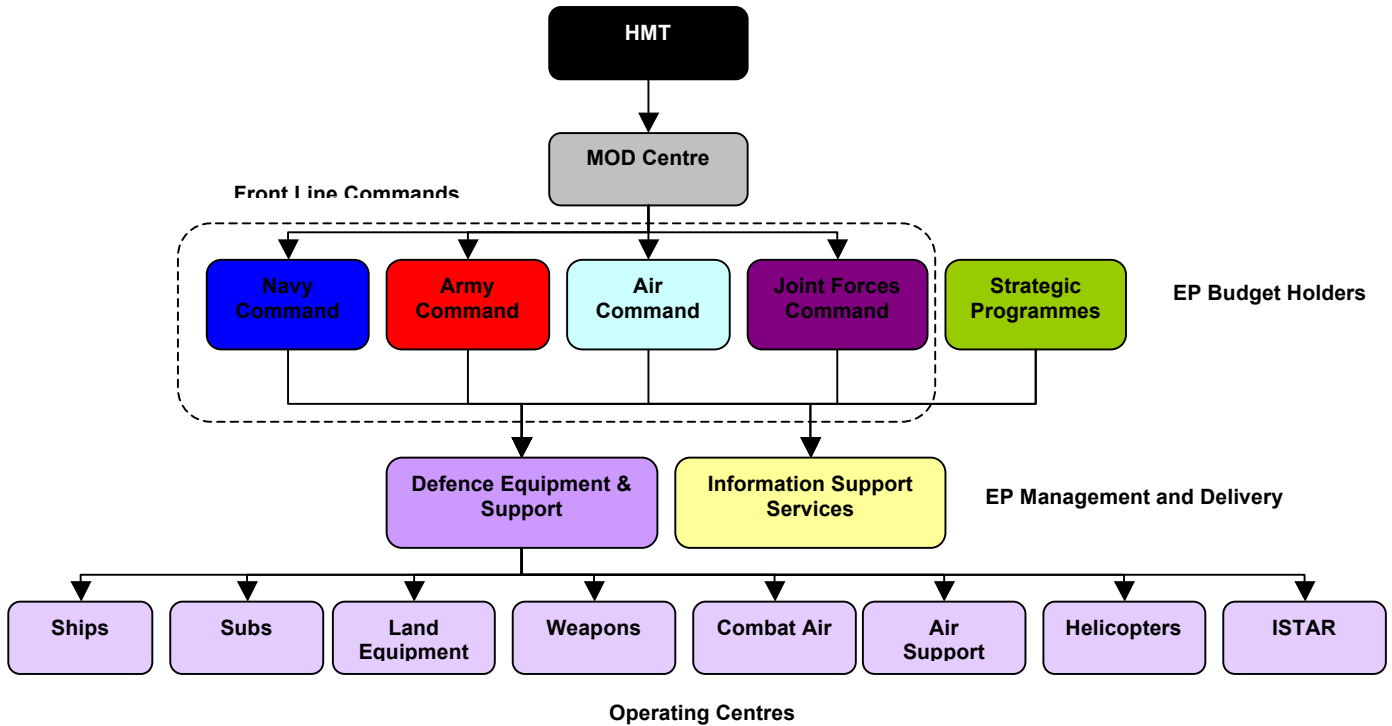 HMT
MOD Centre
Front Line Commands
Navy
Command
Army
Command
Air
Command
Joint Forces
Command
Strategic
Programmes
EP Budget Holders
Defence Equipment &
Support
Information Support
Services
EP Management and Delivery
Ships
Subs
Land
Equipment
Weapons
Combat Air
Air
Support
Helicopters
ISTAR
Operating Centres